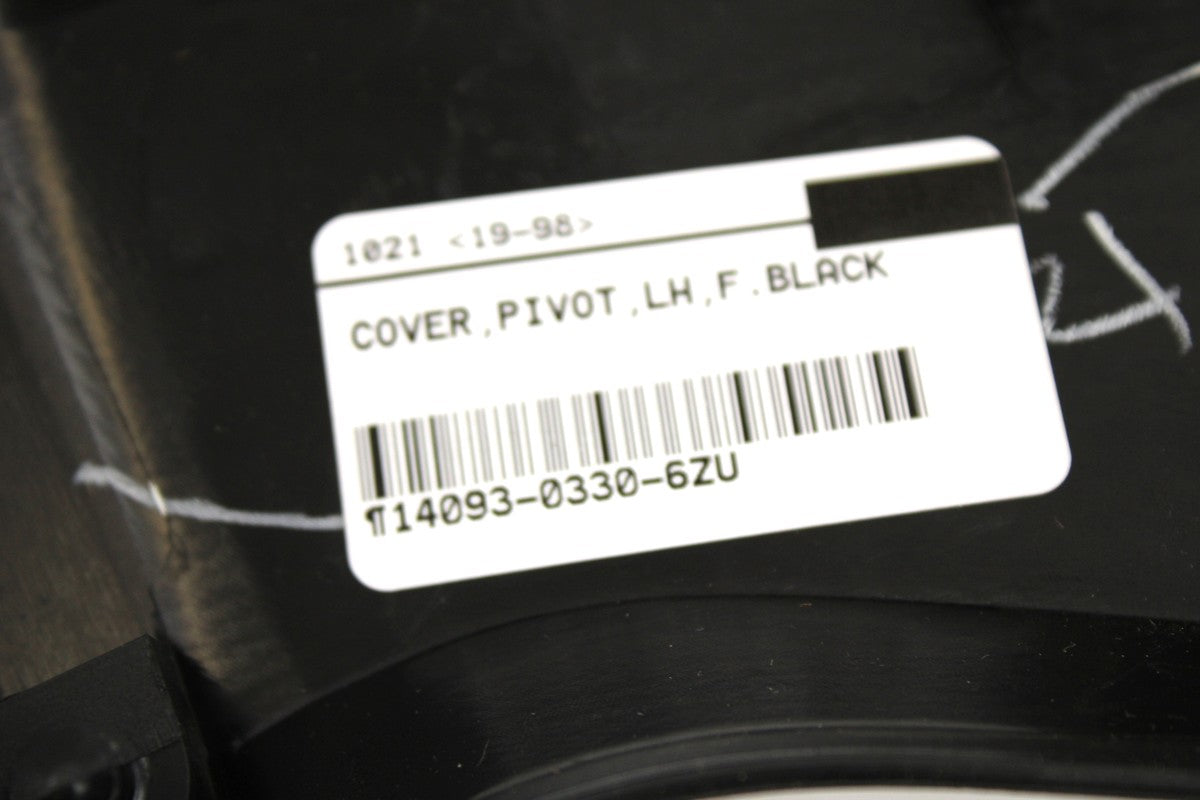 1021 <19-98>
COVER,PIVOT,LH,F.BLACK
¶14093-0330-6ZU